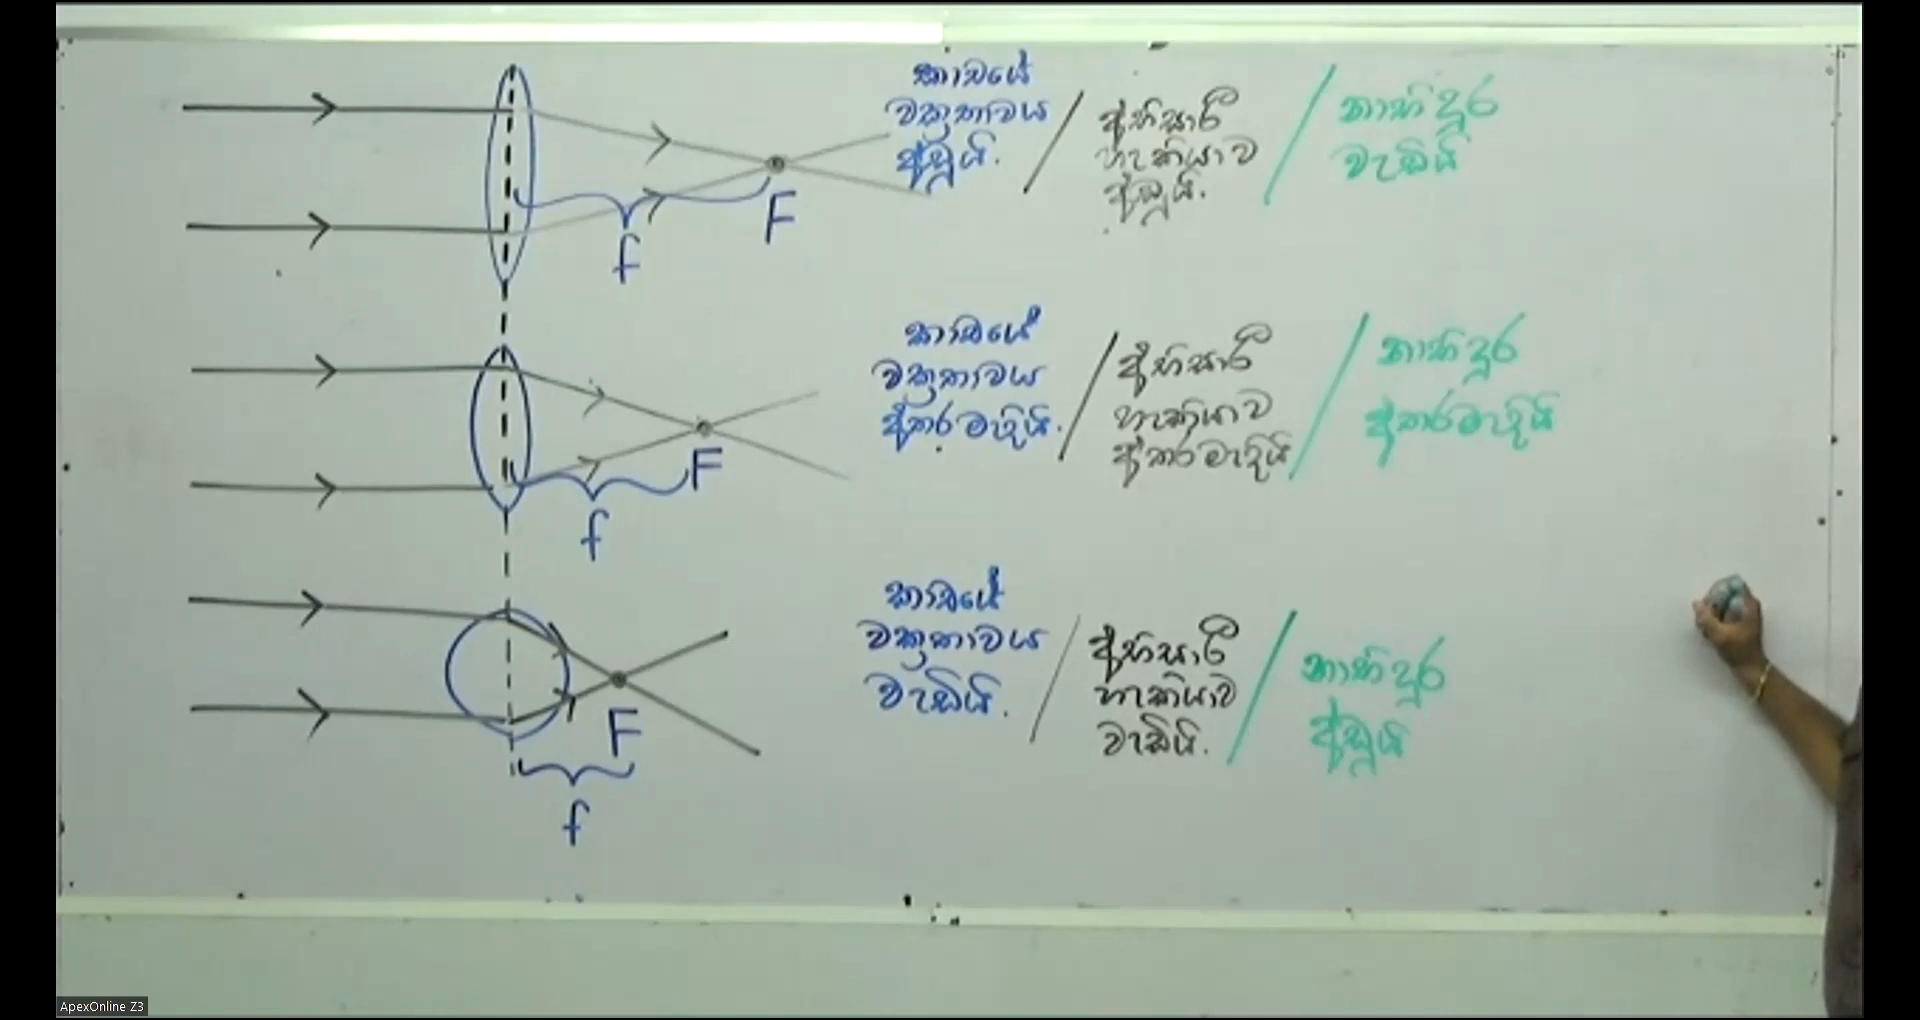 කාචයේ
වක්‍රතාවය
අඩුයි.
අභිසාරී
හැකියාව
අඩුයි.
නාභි දුර
වැඩියි
F
f
කාචයේ
වක්‍රතාවය
අතරමැදියි.
අභිසාරී
හැකියාව
අතරමැදියි
නාභි දුර
අතරමැදියි
F
f
කාචයේ
වක්‍රතාවය
වැඩියි.
අභිසාරී
හැකියාව
වැඩියි.
නාභි දුර
අඩුයි
F
f
ApexOnline Z3